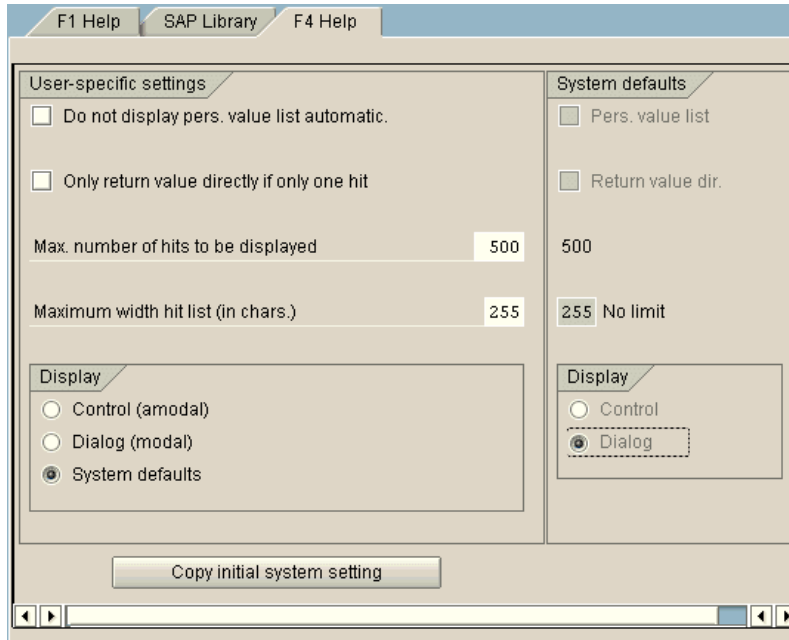 F1 Help SAP Library F4 Help
User-specific settings
Do not display pers. value list automatic.
Only return value directly if only one hit
Max. number of hits to be displayed 500
Maximum width hit list (in chars.) 255
Display
Control (amodal)
Dialog (modal)
System defaults
System defaults
Pers. value list
Return value dir.
500
255 No limit
Display
Control
Dialog
Copy initial system setting